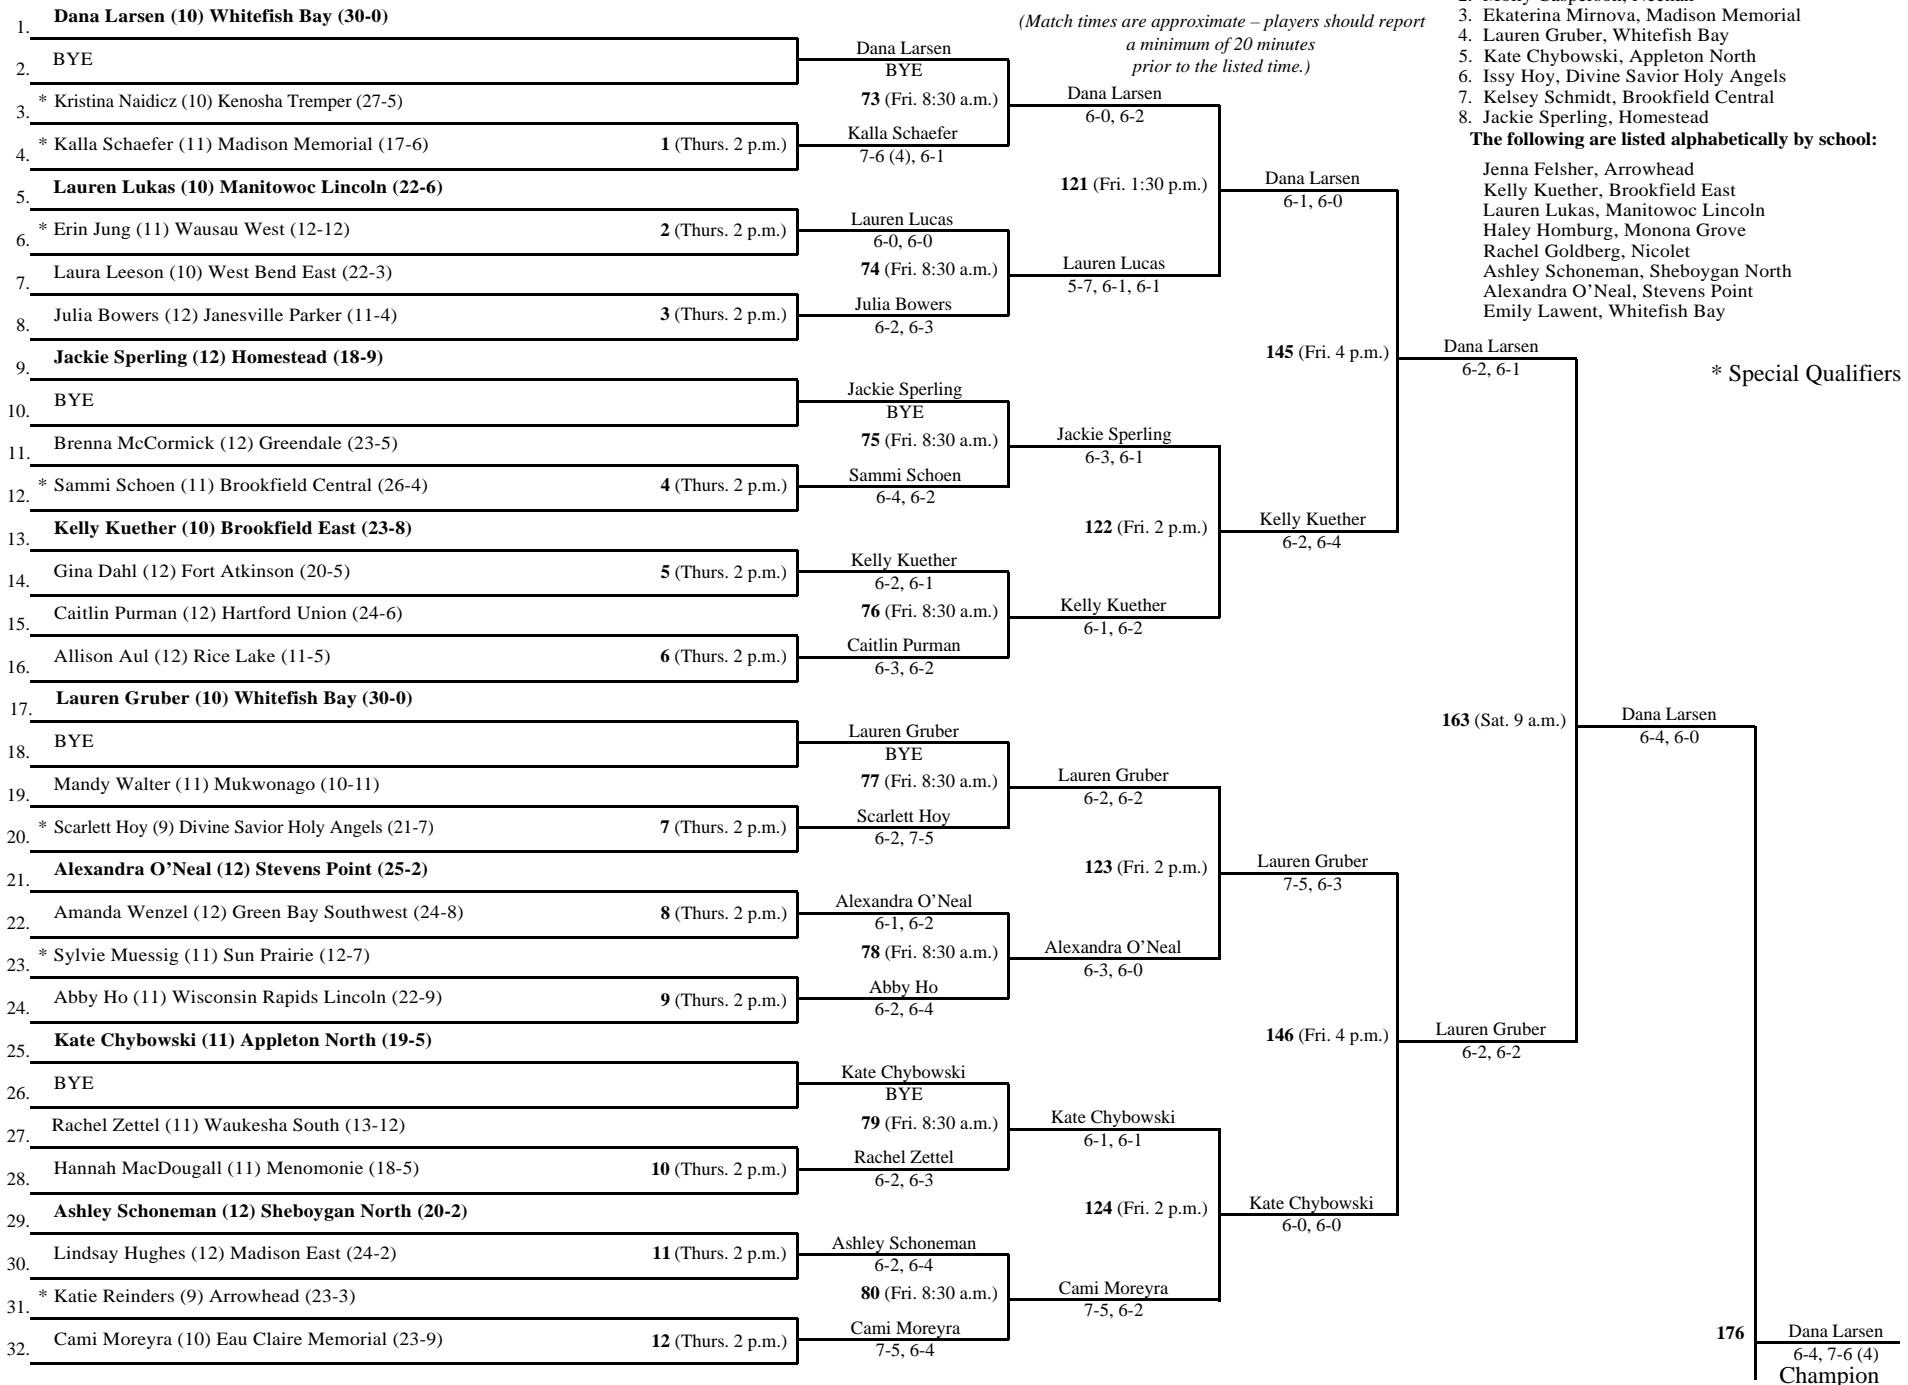 1. Dana Larsen (10) Whitefish Bay (30-0)
2. BYE
3. * Kristina Naidicz (10) Kenosha Tremper (27-5)
4. * Kalla Schaefer (11) Madison Memorial (17-6) 1 (Thurs. 2 p.m.)
5. Lauren Lukas (10) Manitowoc Lincoln (22-6)
6. * Erin Jung (11) Wausau West (12-12) 2 (Thurs. 2 p.m.)
7. Laura Leeson (10) West Bend East (22-3)
8. Julia Bowers (12) Janesville Parker (11-4) 3 (Thurs. 2 p.m.)
9. Jackie Sperling (12) Homestead (18-9)
10. BYE
11. Brenna McCormick (12) Greendale (23-5)
12. * Sammi Schoen (11) Brookfield Central (26-4) 4 (Thurs. 2 p.m.)
13. Kelly Kuether (10) Brookfield East (23-8)
14. Gina Dahl (12) Fort Atkinson (20-5) 5 (Thurs. 2 p.m.)
15. Caitlin Purman (12) Hartford Union (24-6)
16. Allison Aul (12) Rice Lake (11-5) 6 (Thurs. 2 p.m.)
17. Lauren Gruber (10) Whitefish Bay (30-0)
18. BYE
19. Mandy Walter (11) Mukwonago (10-11)
20. * Scarlett Hoy (9) Divine Savior Holy Angels (21-7) 7 (Thurs. 2 p.m.)
21. Alexandra O’Neal (12) Stevens Point (25-2)
22. Amanda Wenzel (12) Green Bay Southwest (24-8) 8 (Thurs. 2 p.m.)
23. * Sylvie Muessig (11) Sun Prairie (12-7)
24. Abby Ho (11) Wisconsin Rapids Lincoln (22-9) 9 (Thurs. 2 p.m.)
25. Kate Chybowski (11) Appleton North (19-5)
26. BYE
27. Rachel Zettel (11) Waukesha South (13-12)
28. Hannah MacDougall (11) Menomonie (18-5) 10 (Thurs. 2 p.m.)
29. Ashley Schoneman (12) Sheboygan North (20-2)
30. Lindsay Hughes (12) Madison East (24-2) 11 (Thurs. 2 p.m.)
31. * Katie Reinders (9) Arrowhead (23-3)
32. Cami Moreyra (10) Eau Claire Memorial (23-9) 12 (Thurs. 2 p.m.)
Dana Larsen
BYE
73 (Fri. 8:30 a.m.)
Kalla Schaefer
7-6 (4), 6-1
Lauren Lucas
6-0, 6-0
74 (Fri. 8:30 a.m.)
Julia Bowers
6-2, 6-3
Jackie Sperling
BYE
75 (Fri. 8:30 a.m.)
Sammi Schoen
6-4, 6-2
Kelly Kuether
6-2, 6-1
76 (Fri. 8:30 a.m.)
Caitlin Purman
6-3, 6-2
Lauren Gruber
BYE
77 (Fri. 8:30 a.m.)
Scarlett Hoy
6-2, 7-5
Alexandra O’Neal
6-1, 6-2
78 (Fri. 8:30 a.m.)
Abby Ho
6-2, 6-4
Kate Chybowski
BYE
79 (Fri. 8:30 a.m.)
Rachel Zettel
6-2, 6-3
Ashley Schoneman
6-2, 6-4
80 (Fri. 8:30 a.m.)
Cami Moreyra
7-5, 6-4
(Match times are approximate – players should report
a minimum of 20 minutes
prior to the listed time.)
Dana Larsen
6-0, 6-2
121 (Fri. 1:30 p.m.)
Lauren Lucas
5-7, 6-1, 6-1
Jackie Sperling
6-3, 6-1
122 (Fri. 2 p.m.)
Kelly Kuether
6-1, 6-2
Lauren Gruber
6-2, 6-2
123 (Fri. 2 p.m.)
Alexandra O’Neal
6-3, 6-0
Kate Chybowski
6-1, 6-1
124 (Fri. 2 p.m.)
Cami Moreyra
7-5, 6-2
Dana Larsen
6-1, 6-0
145 (Fri. 4 p.m.)
Kelly Kuether
6-2, 6-4
Lauren Gruber
7-5, 6-3
146 (Fri. 4 p.m.)
Kate Chybowski
6-0, 6-0
Dana Larsen
6-2, 6-1
163 (Sat. 9 a.m.)
Lauren Gruber
6-2, 6-2
Dana Larsen
6-4, 6-0
176
Dana Larsen
6-4, 7-6 (4)
Champion
3. Ekaterina Mirnova, Madison Memorial
4. Lauren Gruber, Whitefish Bay
5. Kate Chybowski, Appleton North
6. Issy Hoy, Divine Savior Holy Angels
7. Kelsey Schmidt, Brookfield Central
8. Jackie Sperling, Homestead
The following are listed alphabetically by school:
Jenna Felsher, Arrowhead
Kelly Kuether, Brookfield East
Lauren Lukas, Manitowoc Lincoln
Haley Homburg, Monona Grove
Rachel Goldberg, Nicolet
Ashley Schoneman, Sheboygan North
Alexandra O’Neal, Stevens Point
Emily Lawent, Whitefish Bay
* Special Qualifiers